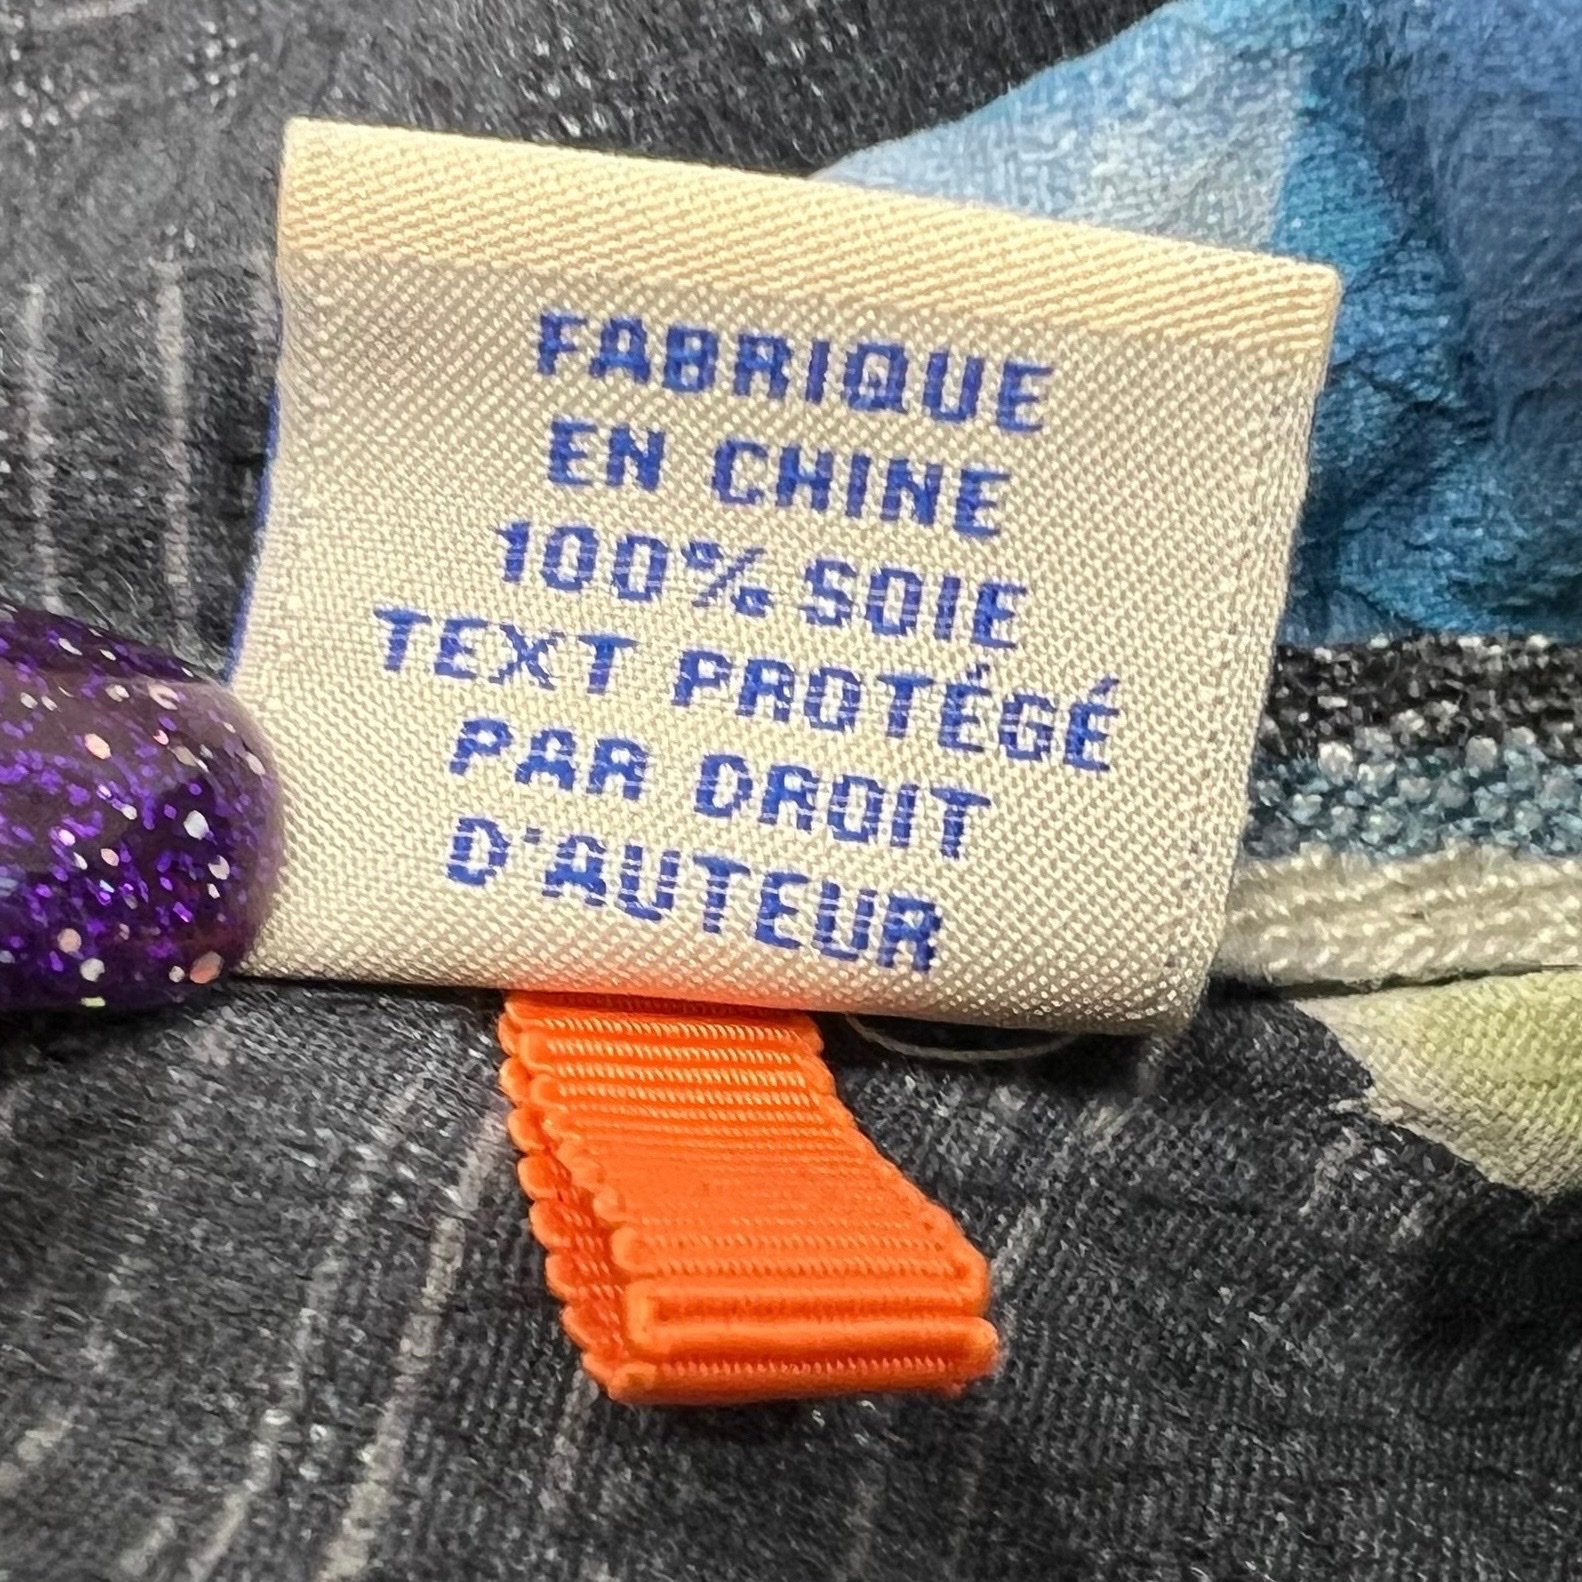 FABRIQUE
EN CHINE
100% SOIE
TEXT PROTÉGÉ
PAR DROIT
D'AUTEUR